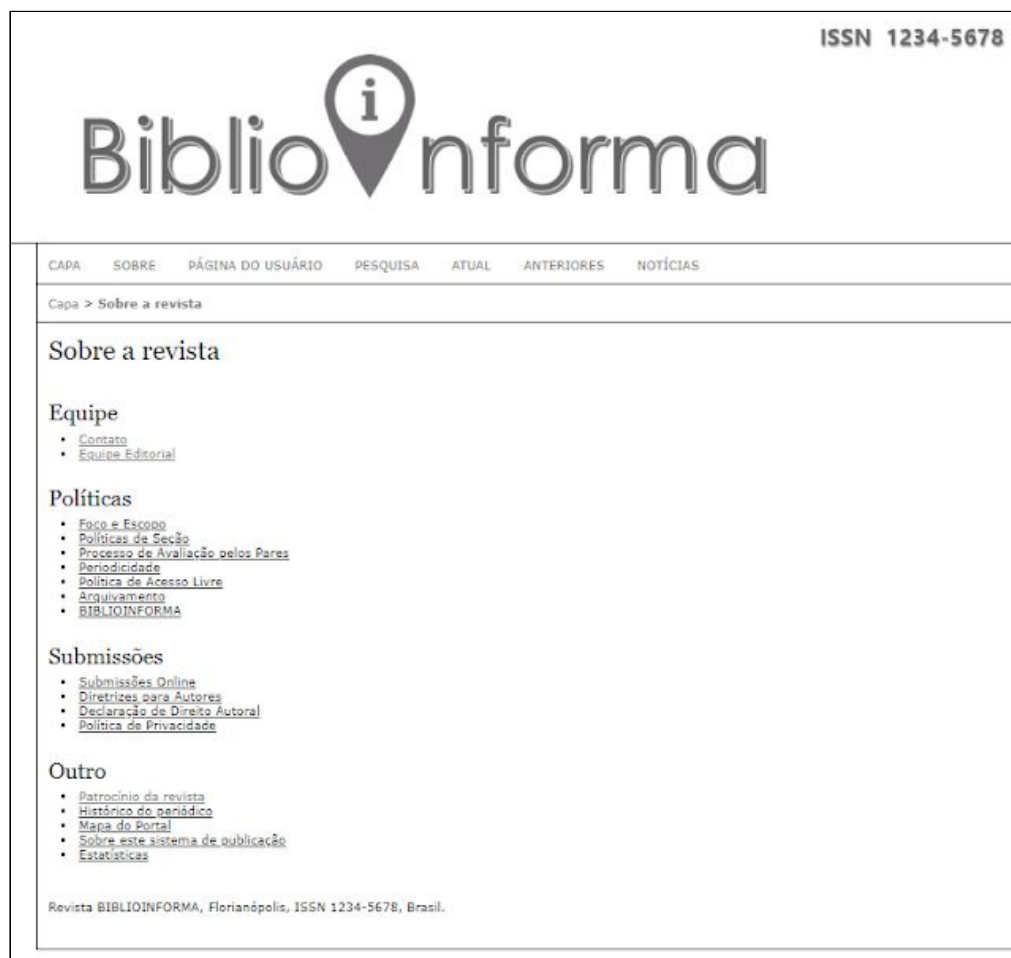 ISSN 1234-5678
Biblioinforma
CAPA SOBRE PÁGINA DO USUÁRIO PESQUISA ATUAL ANTERIORES NOTÍCIAS
Capa > Sobre a revista
Sobre a revista
Equipe
• Contato
• Equipe Editorial
Políticas
• Foco e Escopo
• Políticas de Seção
• Processo de Avaliação pelos Pares
• Periodicidade
• Política de Acesso Livre
• Arquivamento
• BIBLIOINFORMA
Submissões
• Submissões Online
• Diretrizes para Autores
• Declaração de Direito Autoral
• Política de Privacidade
Outro
• Patrocínio da revista
• Histórico do periódico
• Mapa do Portal
• Sobre este sistema de publicação
• Estatísticas
Revista BIBLIOINFORMA, Florianópolis, ISSN 1234-5678, Brasil.